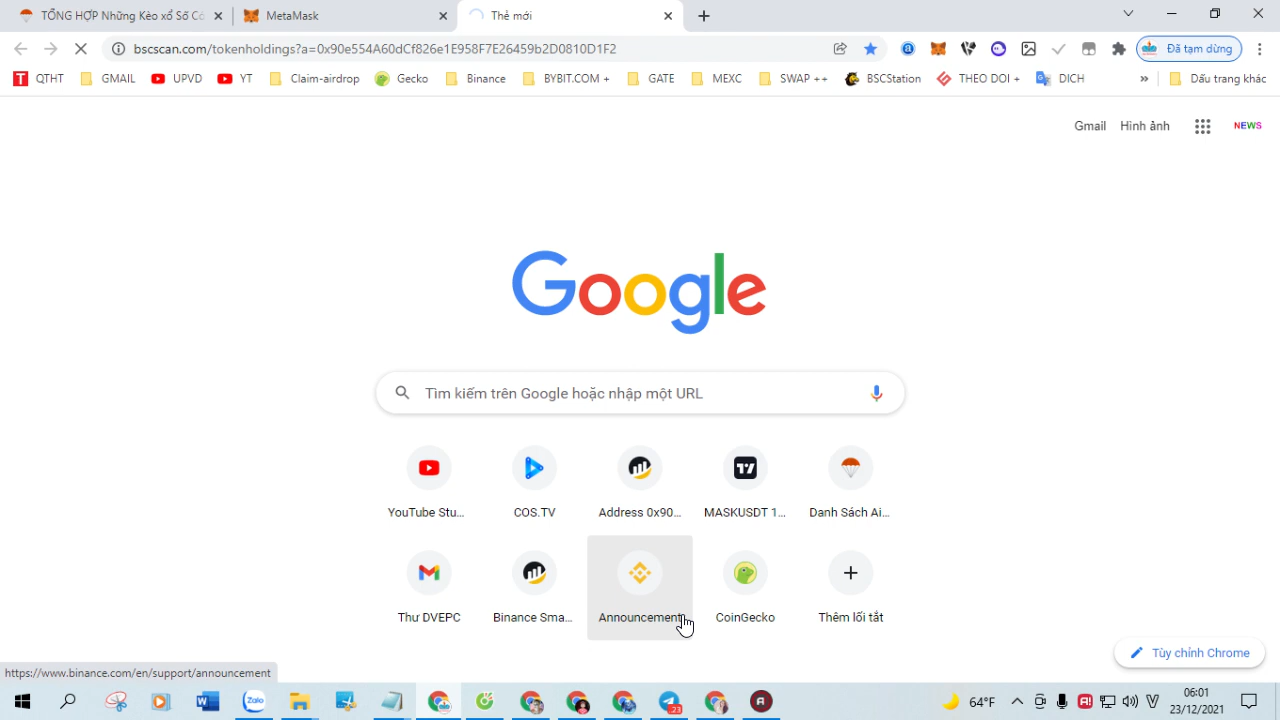 TỔNG HỢP Những Kèo xổ Số Có
MetaMask
Thẻ mới
bscscan.com/tokenholdings?a=0x90e554A60dCf826e1E958F7E26459b2D0810D1F2
Đã tạm dừng
QTHT
GMAIL
UPVD
YT
Claim-airdrop
Gecko
Binance
BYBIT.COM +
GATE
MEXC
SWAP ++
BSCStation
THEO DOI +
DICH
»
Dấu trang khác
Gmail
Hình ảnh
NEWS
Google
Tìm kiếm trên Google hoặc nhập một URL
YouTube Stu...
COS.TV
Address 0x90...
MASKUSDT 1...
Danh Sách Ai...
Thư DVEPC
Binance Sma...
Announcement
CoinGecko
Thêm lối tắt
Tùy chỉnh Chrome
https://www.binance.com/en/support/announcement
Zalo
23
64°F
06:01
23/12/2021